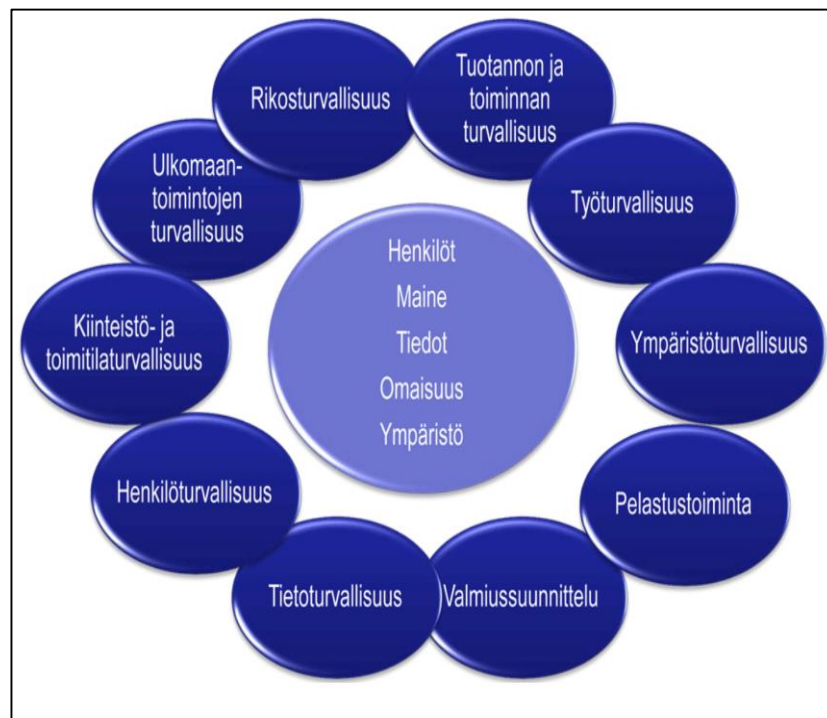 Rikosturvallisuus
Tuotannon ja
toiminnan
turvallisuus
Työturvallisuus
Ympäristöturvallisuus
Pelastustoiminta
Valmiussuunnittelu
Tietoturvallisuus
Henkilöturvallisuus
Kiinteistö- ja
toimitilaturvallisuus
Ulkomaan-
toimintojen
turvallisuus
Henkilöt
Maine
Tiedot
Omaisuus
Ympäristö